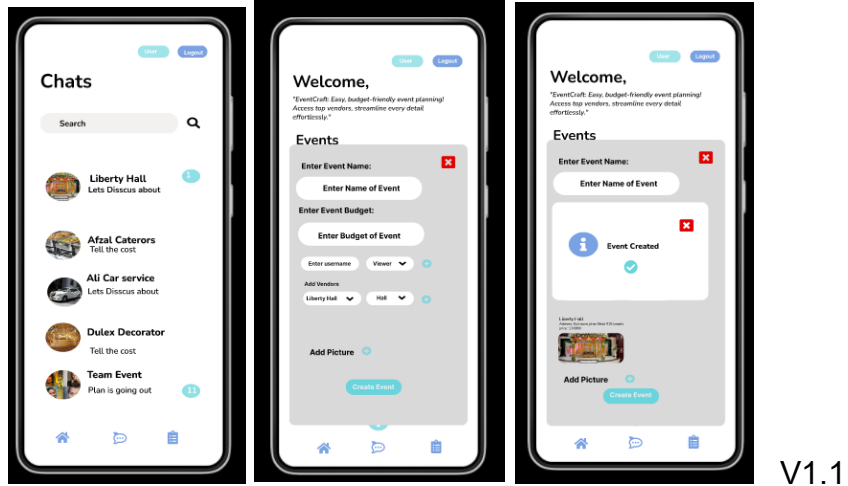 User
Logout
Chats
Search
Liberty Hall
Lets Disscus about
1
Afzal Caterors
Tell the cost
Ali Car service
Lets Disscus about
Dulex Decorator
Tell the cost
Team Event
Plan is going out
11
User
Logout
Welcome,
"EventCraft: Easy, budget-friendly event planning!
Access top vendors, streamline every detail
effortlessly."
Events
Enter Event Name:
Enter Name of Event
Enter Event Budget:
Enter Budget of Event
Enter username
Viewer
Add Vendors
Liberty Hall
Hall
Add Picture
Create Event
User
Logout
Welcome,
"EventCraft: Easy, budget-friendly event planning!
Access top vendors, streamline every detail
effortlessly."
Events
Enter Event Name:
Enter Name of Event
Event Created
Liberty Hall
Add Picture
Create Event
V1.1